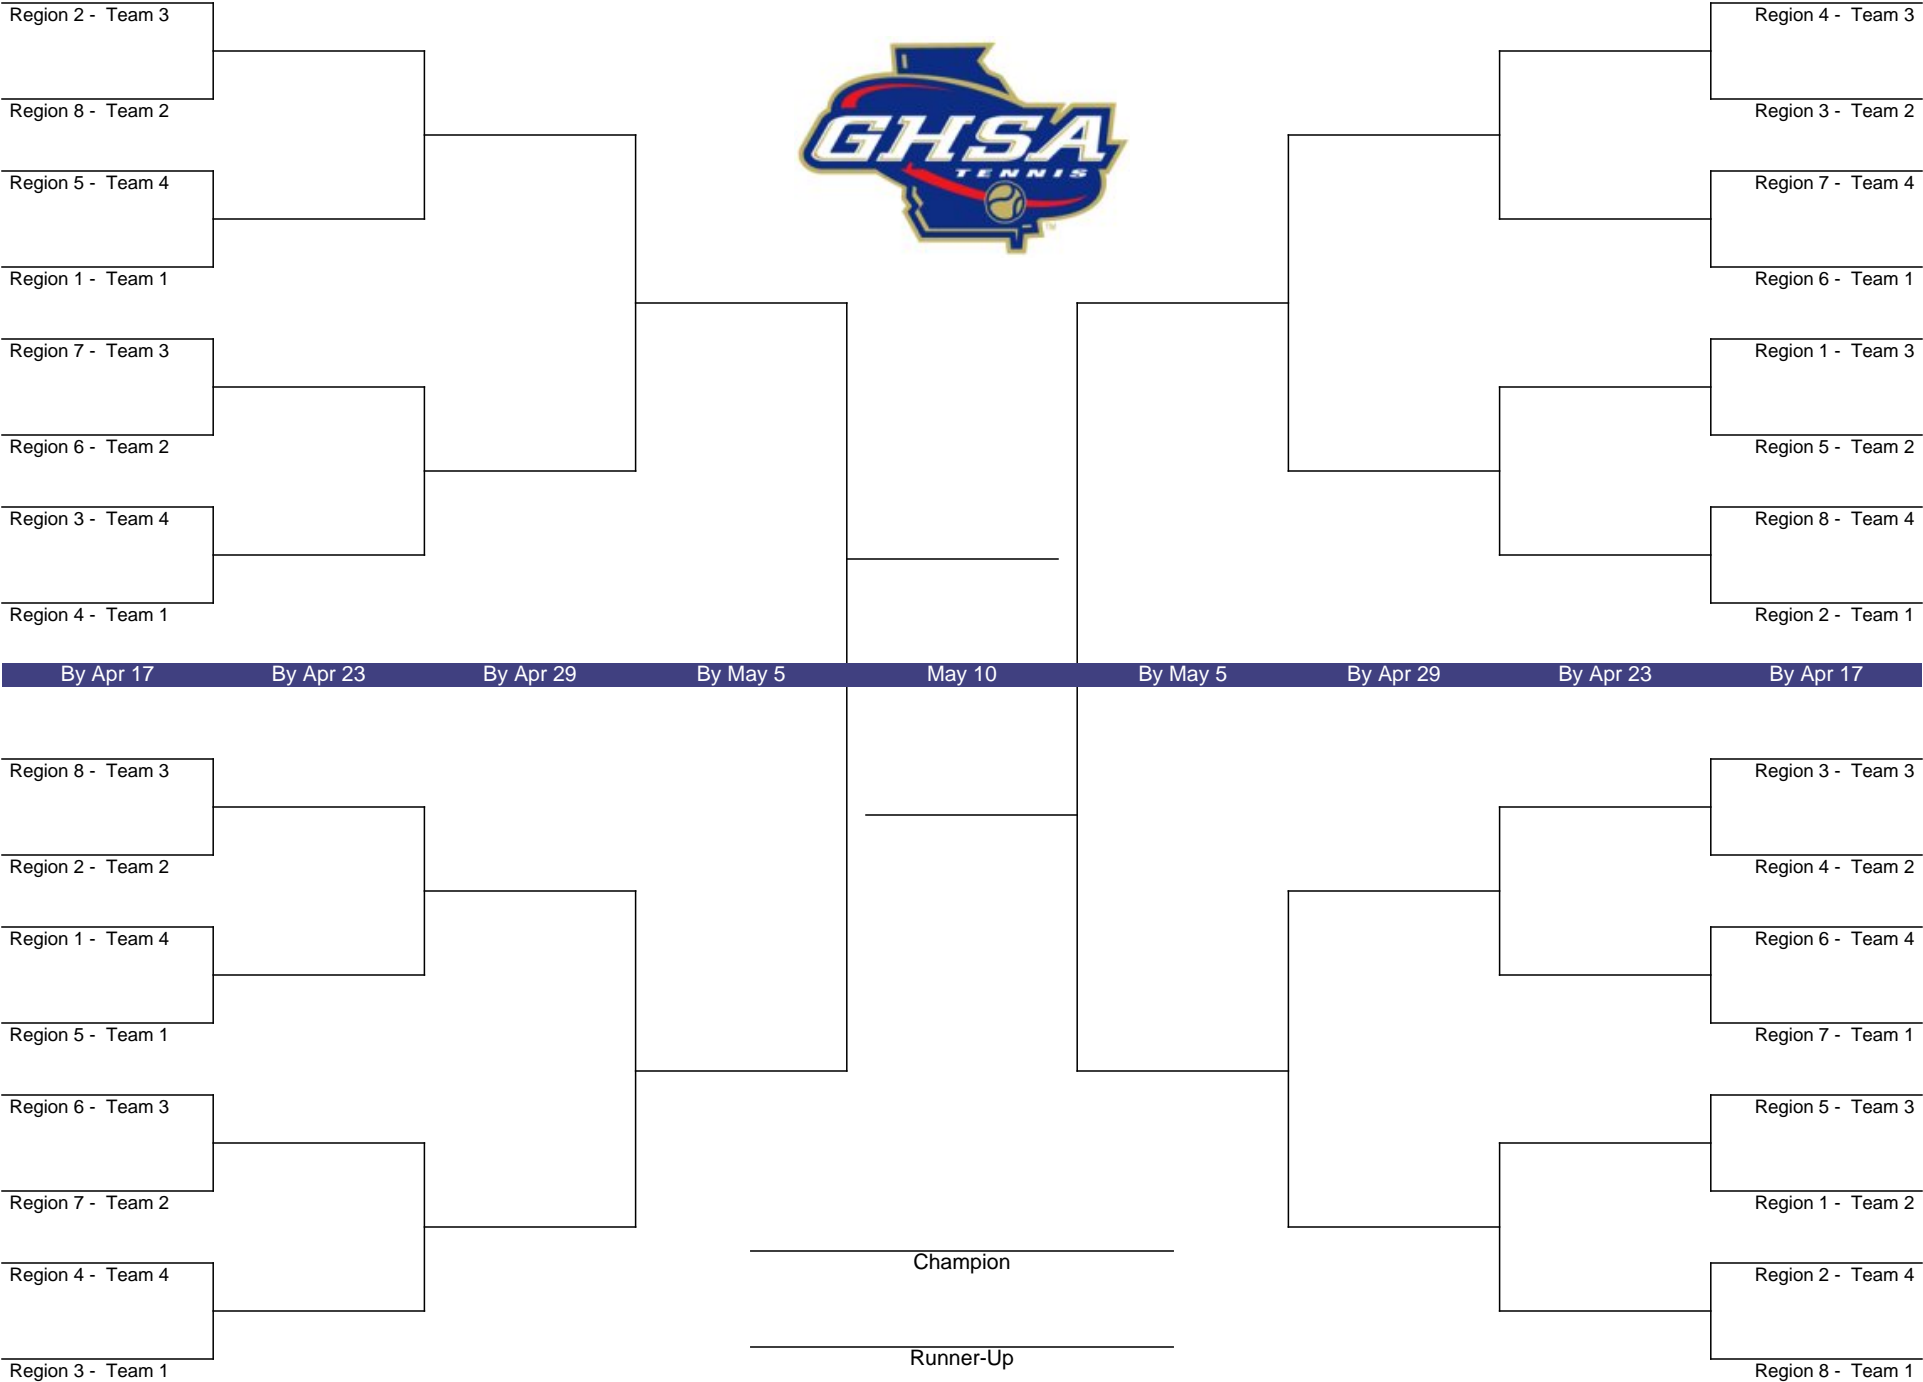 Region 2 - Team 3
Region 4 - Team 3
Region 8 - Team 2
Region 3 - Team 2
GHSA
TENNIS
Region 5 - Team 4
Region 7 - Team 4
TM
Region 1 - Team 1
Region 6 - Team 1
Region 7 - Team 3
Region 1 - Team 3
Region 6 - Team 2
Region 5 - Team 2
Region 3 - Team 4
Region 8 - Team 4
Region 4 - Team 1
Region 2 - Team 1
By Apr 17 By Apr 23 By Apr 29 By May 5 May 10 By May 5 By Apr 29 By Apr 23 By Apr 17
Region 8 - Team 3
Region 3 - Team 3
Region 2 - Team 2
Region 4 - Team 2
Region 1 - Team 4
Region 6 - Team 4
Region 5 - Team 1
Region 7 - Team 1
Region 6 - Team 3
Region 5 - Team 3
Region 7 - Team 2
Region 1 - Team 2
Champion
Region 4 - Team 4
Region 2 - Team 4
Runner-Up
Region 3 - Team 1
Region 8 - Team 1